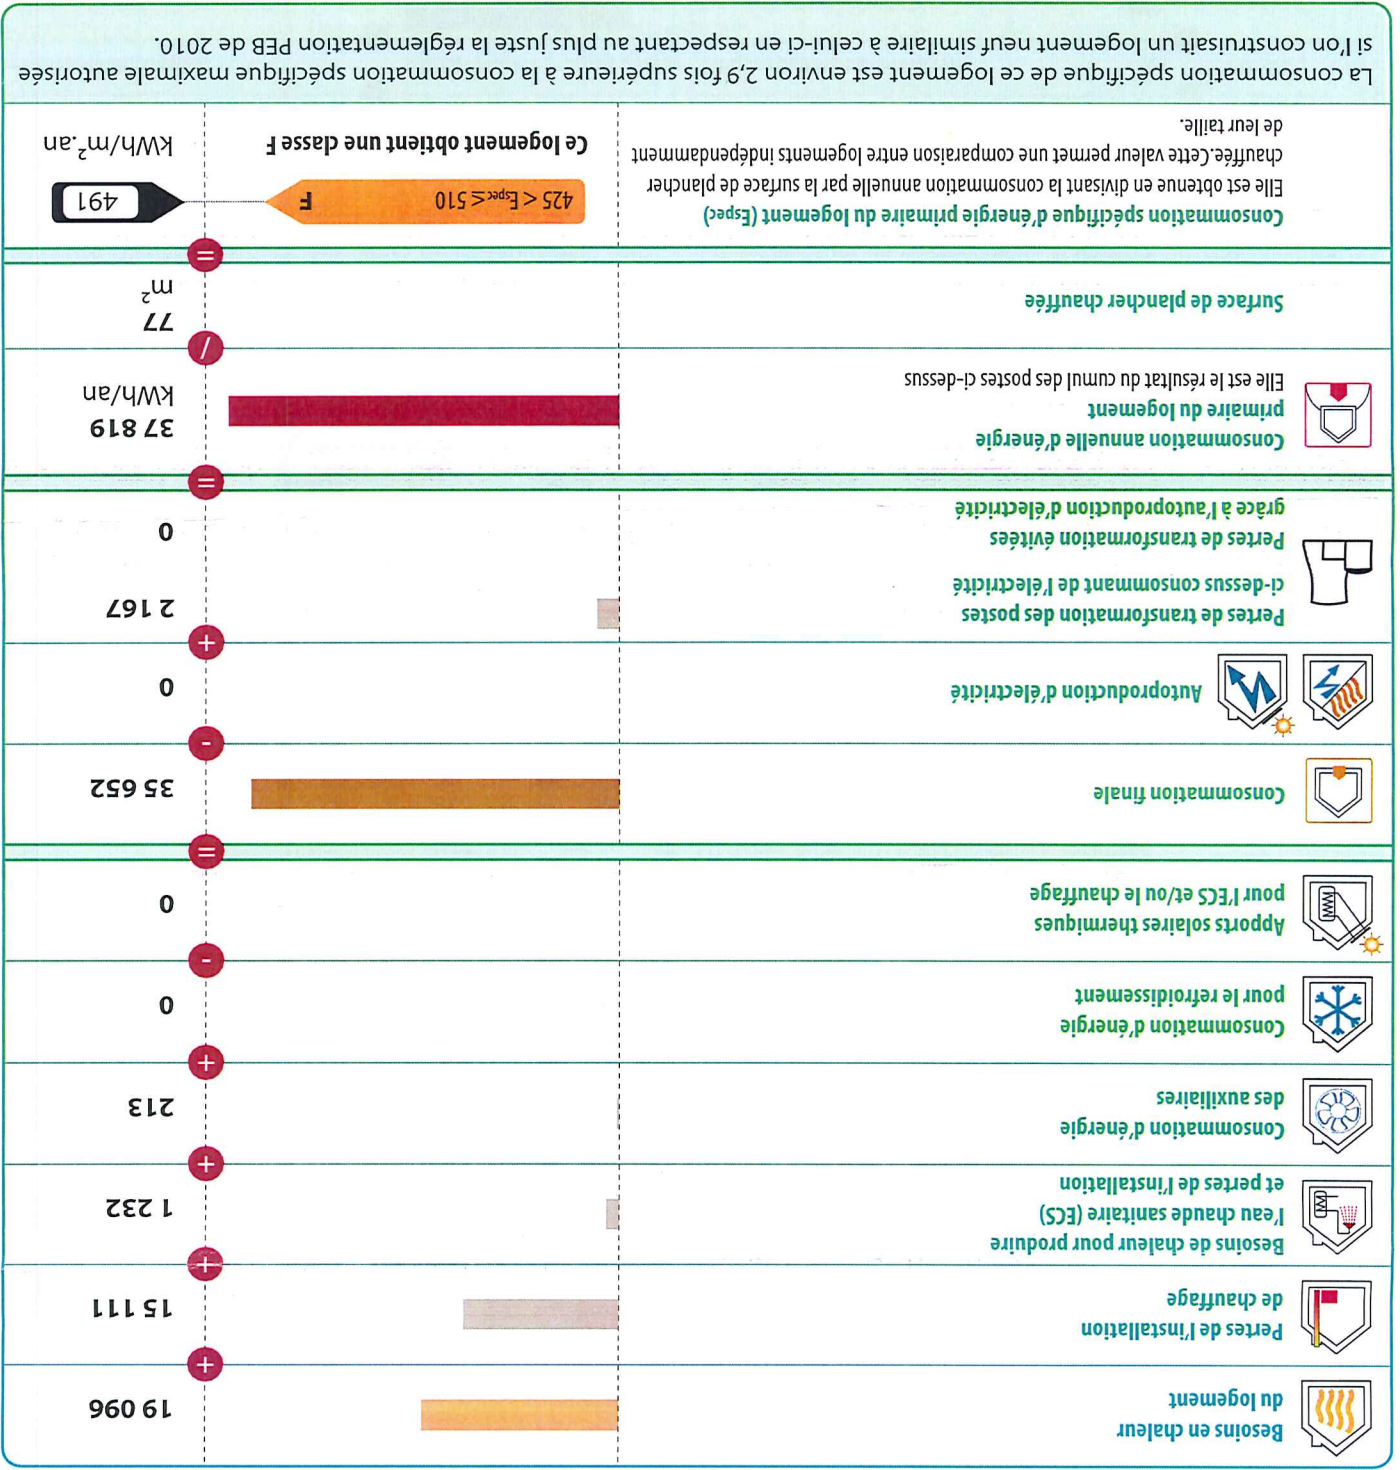 Besoins en chaleur
du logement
19 096
+
Pertes de l'installation
de chauffage
15 111
+
Besoins de chaleur pour produire
l'eau chaude sanitaire (ECS)
et pertes de l'installation
1 232
+
Consommation d'énergie
des auxiliaires
213
+
Consommation d'énergie
pour le refroidissement
0
-
Apports solaires thermiques
pour l'ECS et/ou le chauffage
0
=
Consommation finale
35 652
-
Autoproduction d'électricité
0
+
Pertes de transformation des postes
ci-dessus consommant de l'électricité
2 167
Pertes de transformation évitées
grâce à l'autoproduction d'électricité
0
=
Consommation annuelle d'énergie
primaire du logement
Elle est le résultat du cumul des postes ci-dessus
37 819
kWh/an
/
Surface de plancher chauffée
77
m²
=
Consommation spécifique d'énergie primaire du logement (Espec)
Elle est obtenue en divisant la consommation annuelle par la surface de plancher
chauffée.Cette valeur permet une comparaison entre logements indépendamment
de leur taille.
425 < Espec ≤ 510 F
Ce logement obtient une classe F
491
kWh/m².an
La consommation spécifique de ce logement est environ 2,9 fois supérieure à la consommation spécifique maximale autorisée
si l'on construisait un logement neuf similaire à celui-ci en respectant au plus juste la réglementation PEB de 2010.